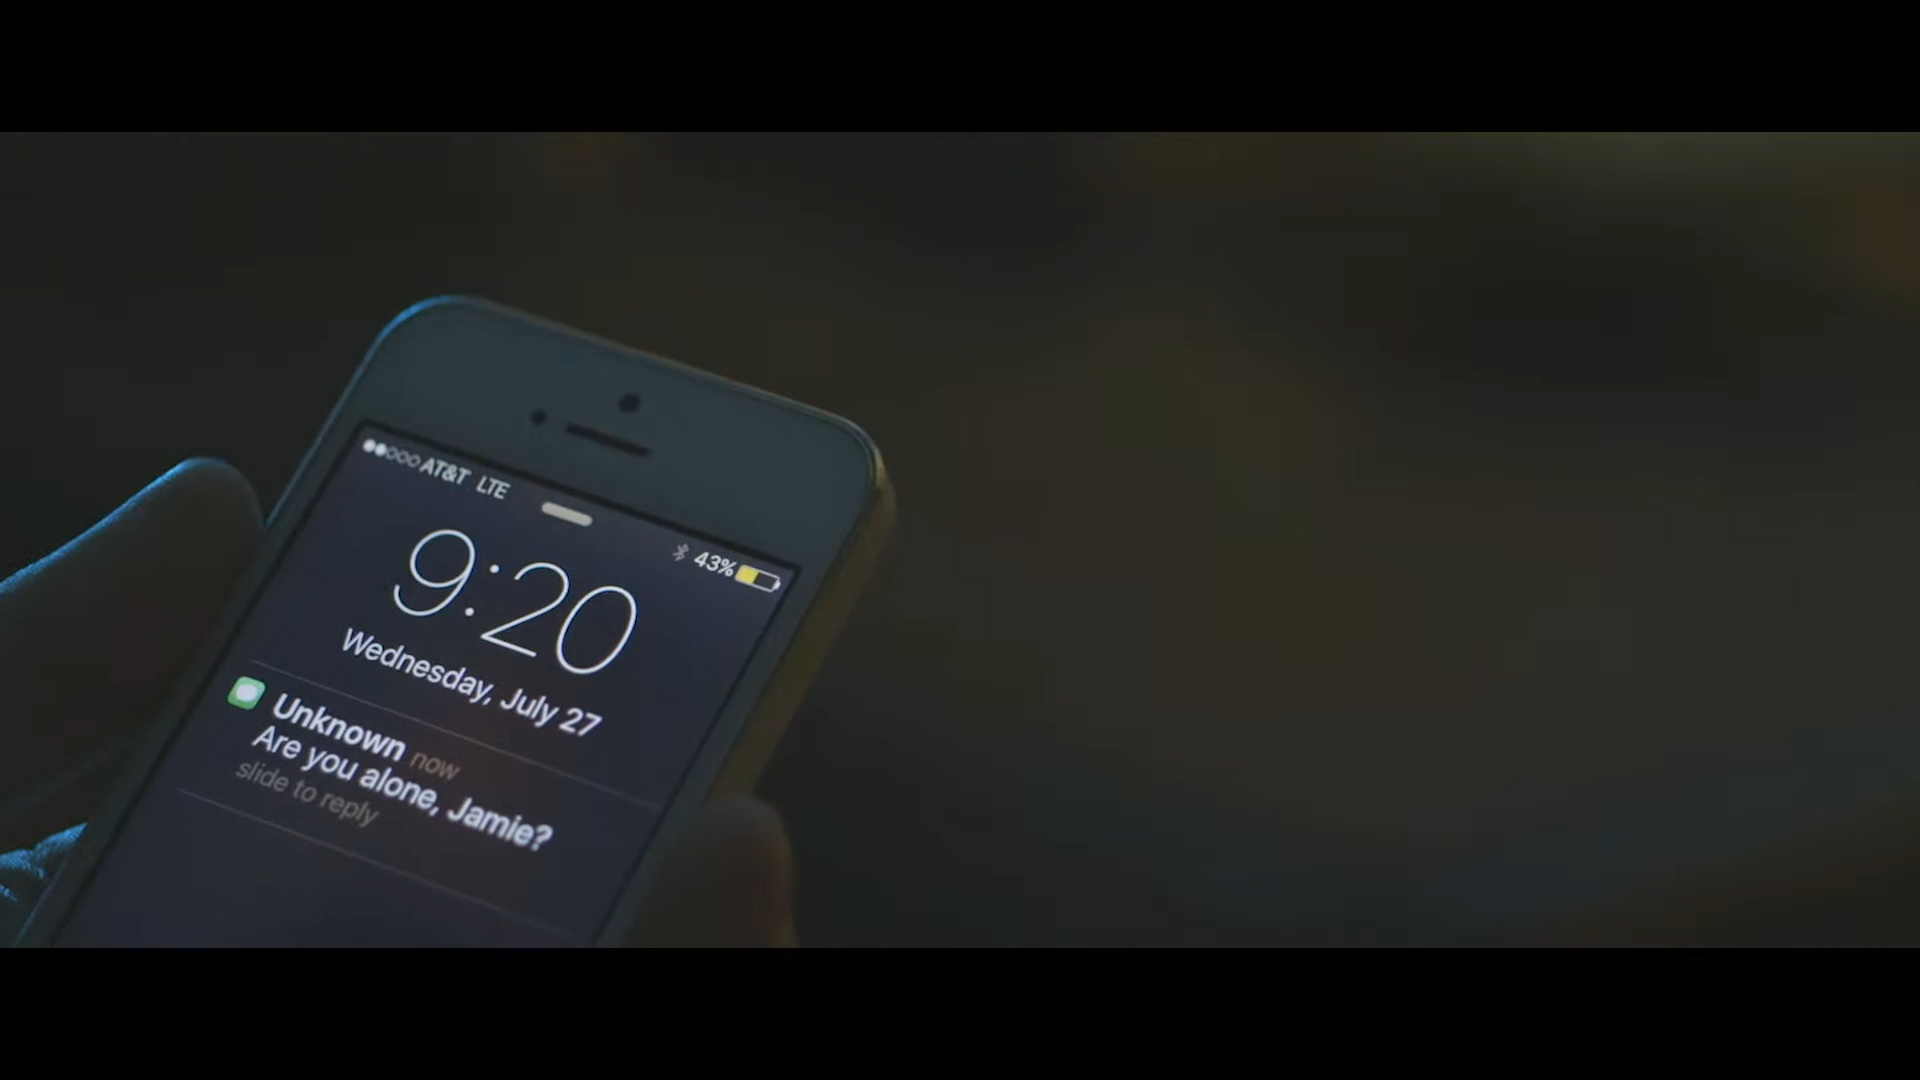 AT&T LTE 43%
9:20
Wednesday, July 27
Unknown now
Are you alone, Jamie?
slide to reply